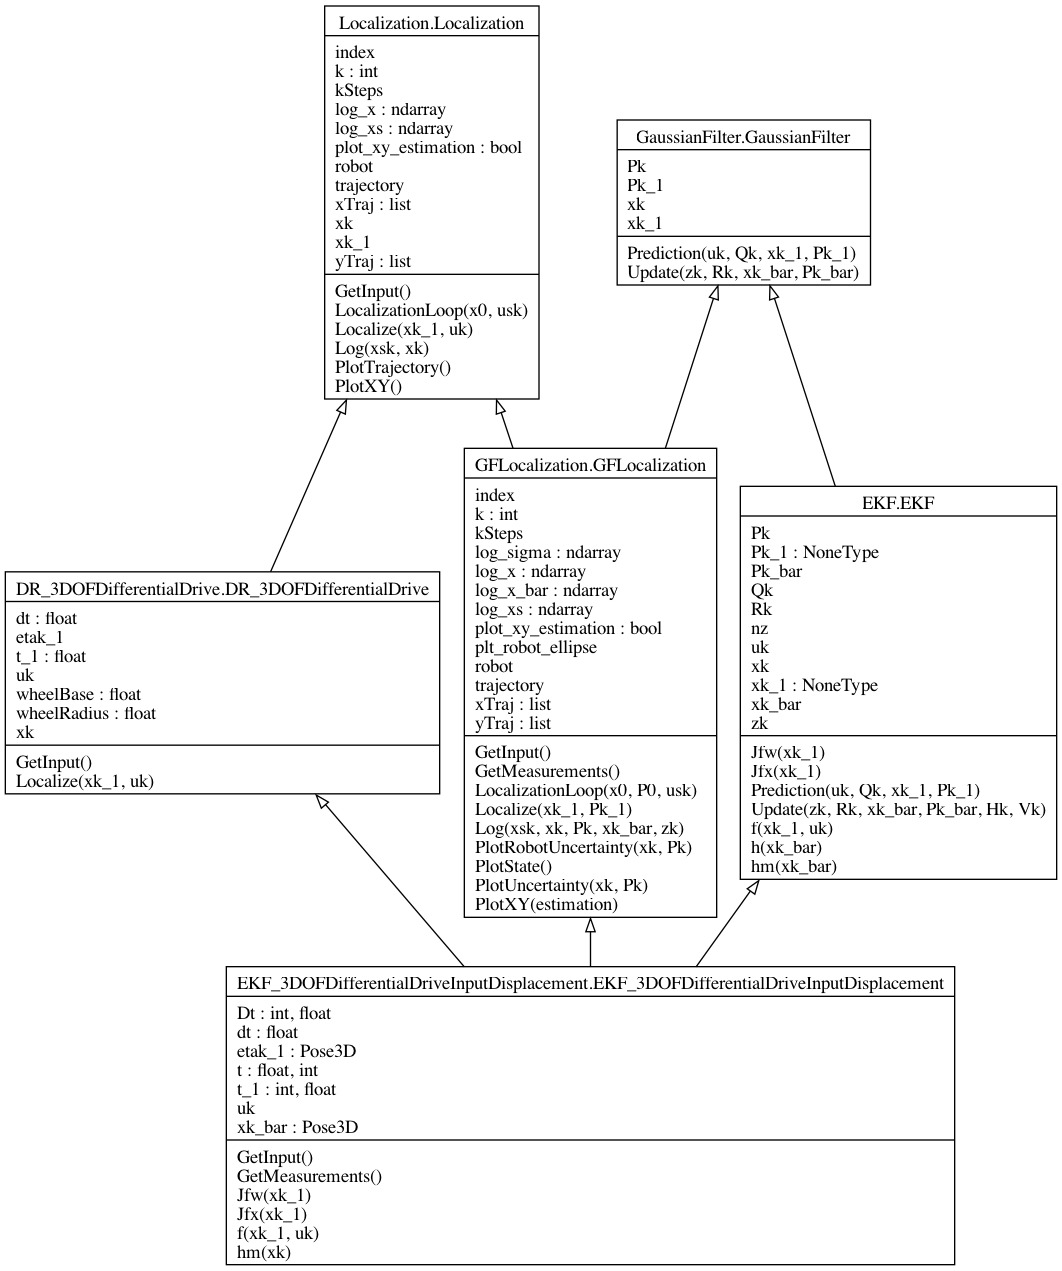 Localization.Localization
index
k : int
kSteps
log_x : ndarray
log_xs : ndarray
plot_xy_estimation : bool
robot
trajectory
xTraj : list
xk
xk_1
yTraj : list
GetInput()
LocalizationLoop(x0, usk)
Localize(xk_1, uk)
Log(xsk, xk)
PlotTrajectory()
PlotXY()
GaussianFilter.GaussianFilter
Pk
Pk_1
xk
xk_1
Prediction(uk, Qk, xk_1, Pk_1)
Update(zk, Rk, xk_bar, Pk_bar)
DR_3DOFDifferentialDrive.DR_3DOFDifferentialDrive
dt : float
etak_1
t_1 : float
uk
wheelBase : float
wheelRadius : float
xk
GetInput()
Localize(xk_1, uk)
GFLocalization.GFLocalization
index
k : int
kSteps
log_sigma : ndarray
log_x : ndarray
log_x_bar : ndarray
log_xs : ndarray
plot_xy_estimation : bool
plt_robot_ellipse
robot
trajectory
xTraj : list
yTraj : list
GetInput()
GetMeasurements()
LocalizationLoop(x0, P0, usk)
Localize(xk_1, Pk_1)
Log(xsk, xk, Pk, xk_bar, zk)
PlotRobotUncertainty(xk, Pk)
PlotState()
PlotUncertainty(xk, Pk)
PlotXY(estimation)
EKF.EKF
Pk
Pk_1 : NoneType
Pk_bar
Qk
Rk
nz
uk
xk
xk_1 : NoneType
xk_bar
zk
Jfw(xk_1)
Jfx(xk_1)
Prediction(uk, Qk, xk_1, Pk_1)
Update(zk, Rk, xk_bar, Pk_bar, Hk, Vk)
f(xk_1, uk)
h(xk_bar)
hm(xk_bar)
EKF_3DOFDifferentialDriveInputDisplacement.EKF_3DOFDifferentialDriveInputDisplacement
Dt : int, float
dt : float
etak_1 : Pose3D
t : float, int
t_1 : int, float
uk
xk_bar : Pose3D
GetInput()
GetMeasurements()
Jfw(xk_1)
Jfx(xk_1)
f(xk_1, uk)
hm(xk)